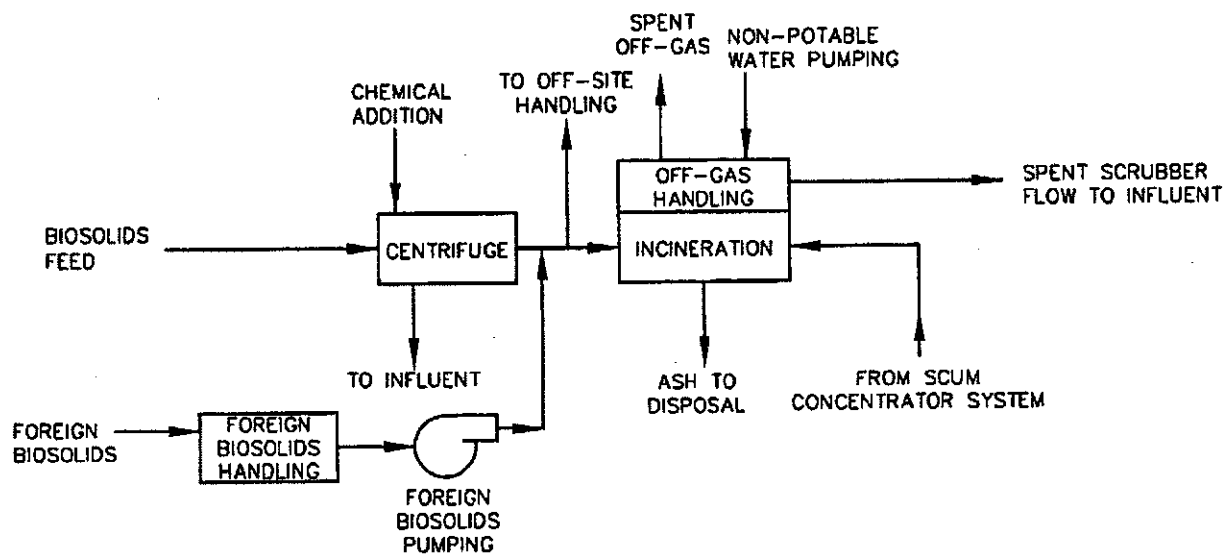 SPENT
OFF-GAS
NON-POTABLE
WATER PUMPING
TO OFF-SITE
HANDLING
CHEMICAL
ADDITION
OFF-GAS
HANDLING
SPENT SCRUBBER
FLOW TO INFLUENT
BIOSOLIDS
FEED
CENTRIFUGE
INCINERATION
TO INFLUENT
ASH TO
DISPOSAL
FROM SCUM
CONCENTRATOR SYSTEM
FOREIGN
BIOSOLIDS
FOREIGN
BIOSOLIDS
HANDLING
FOREIGN
BIOSOLIDS
PUMPING